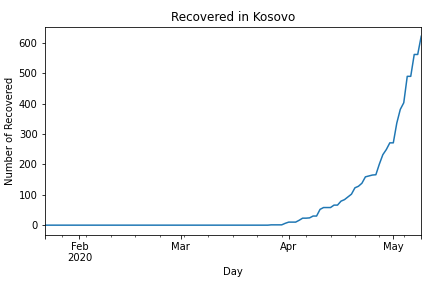 Recovered in Kosovo
Number of Recovered
600
500
400
300
200
100
0
Feb
2020
Mar
Apr
May
Day